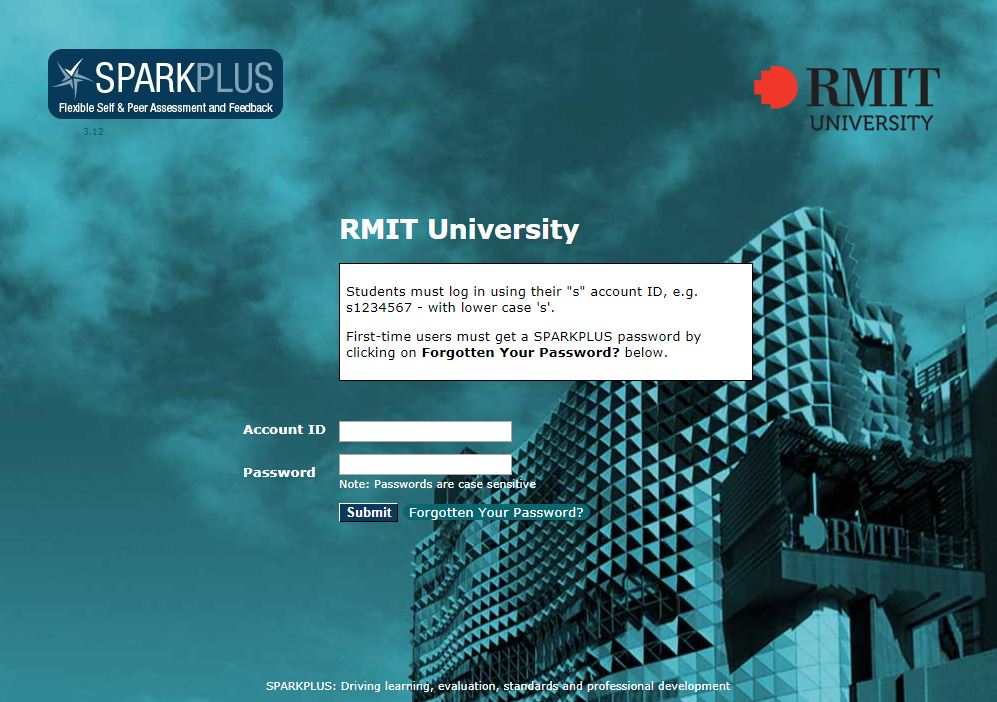 SPARKPLUS
Flexible Self & Peer Assessment and Feedback
3.12
RMIT
UNIVERSITY
RMIT University
Students must log in using their "s" account ID, e.g.
s1234567 - with lower case 's'.
First-time users must get a SPARKPLUS password by
clicking on Forgotten Your Password? below.
Account ID
Password
Note: Passwords are case sensitive
Submit Forgotten Your Password?
RMIT
SPARKPLUS: Driving learning, evaluation, standards and professional development